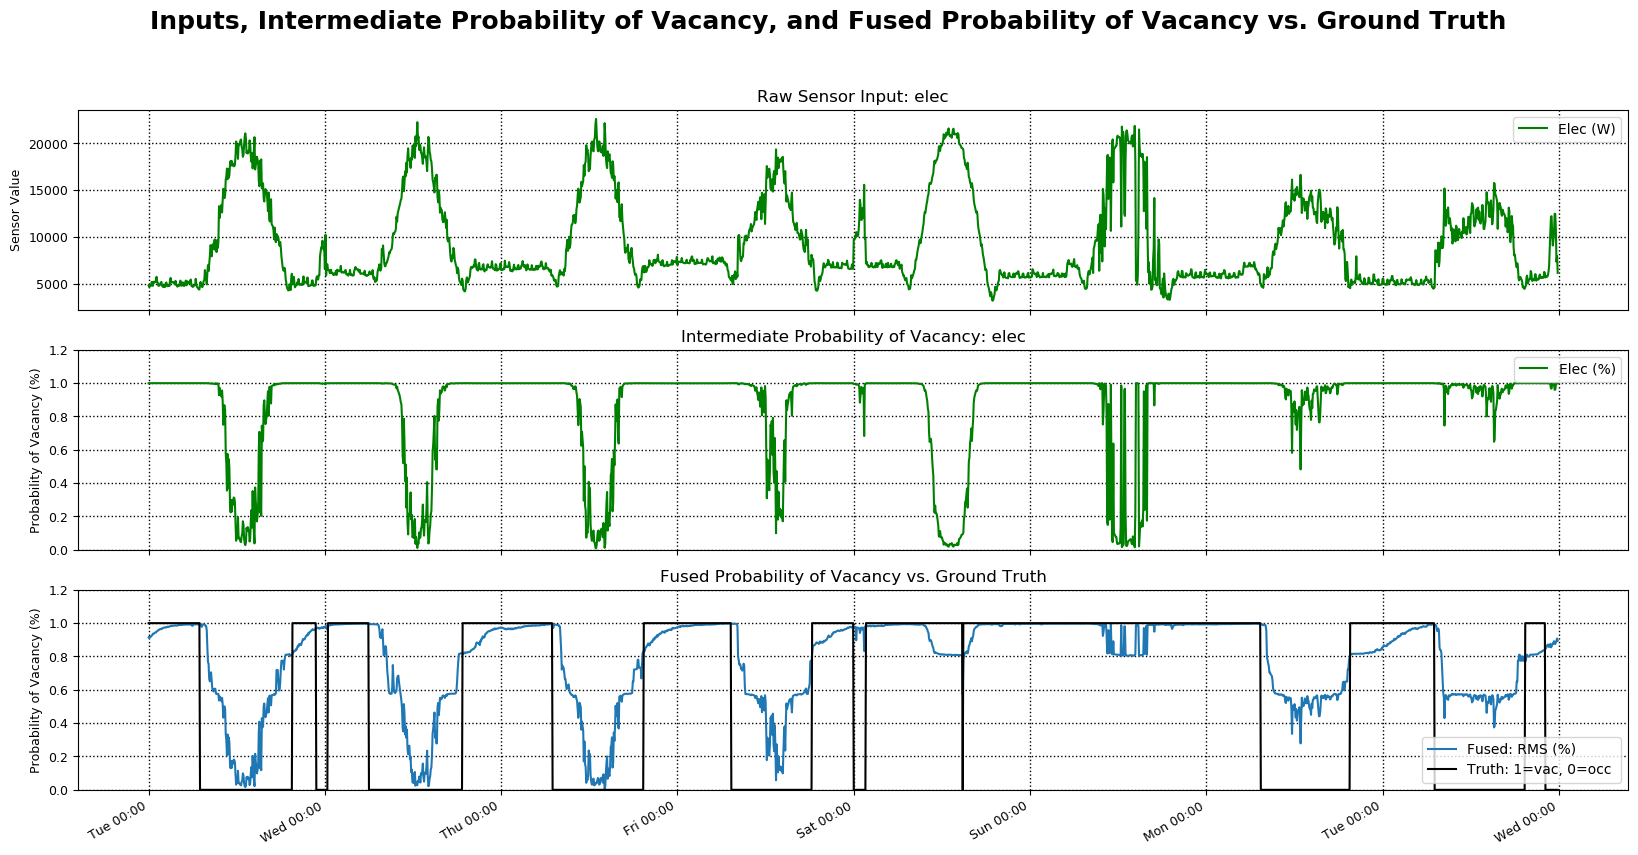 Inputs, Intermediate Probability of Vacancy, and Fused Probability of Vacancy vs. Ground Truth
Raw Sensor Input: elec
Sensor Value
20000
15000
10000
5000
Elec (W)
Intermediate Probability of Vacancy: elec
Probability of Vacancy (%)
1.2
1.0
0.8
0.6
0.4
0.2
0.0
Elec (%)
Fused Probability of Vacancy vs. Ground Truth
Probability of Vacancy (%)
1.2
1.0
0.8
0.6
0.4
0.2
0.0
Fused: RMS (%)
Truth: 1=vac, 0=occ
Tue 00:00
Wed 00:00
Thu 00:00
Fri 00:00
Sat 00:00
Sun 00:00
Mon 00:00
Tue 00:00
Wed 00:00